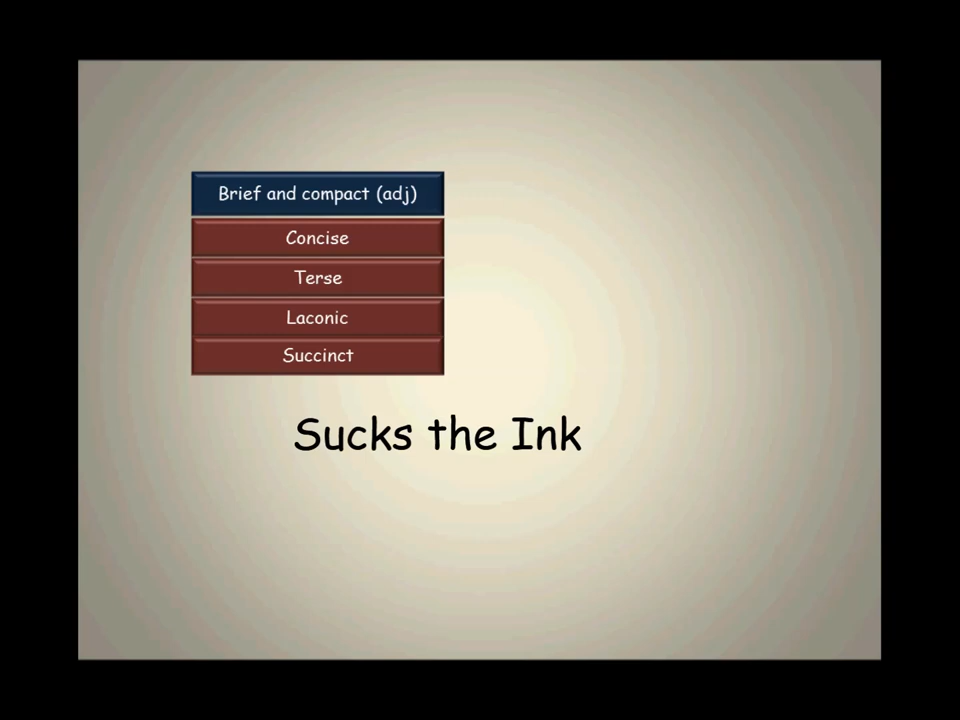 Brief and compact (adj)
Concise
Terse
Laconic
Succinct
Sucks the Ink